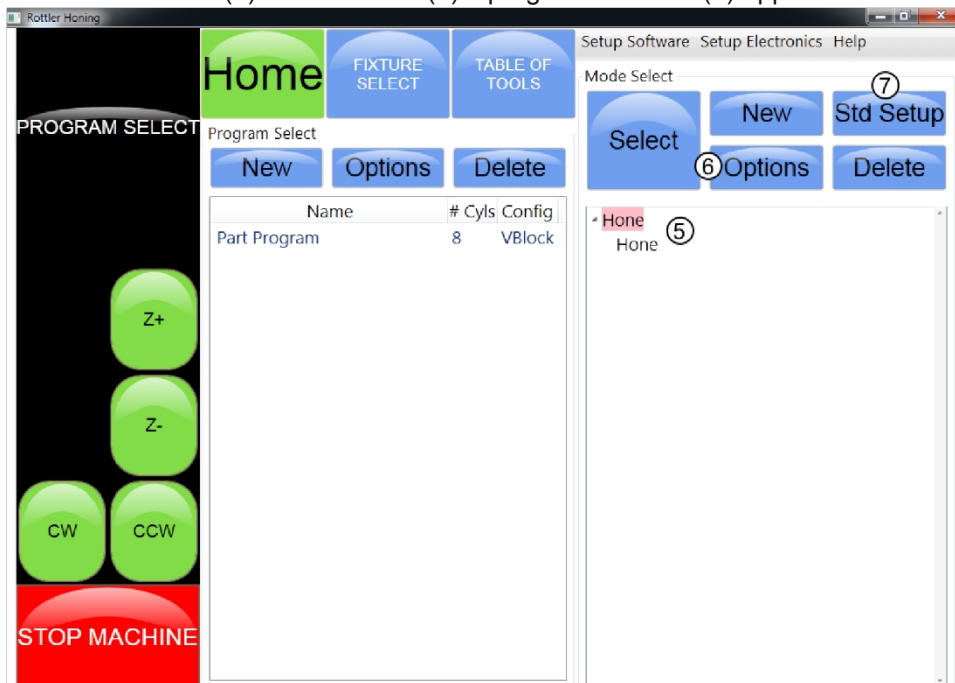 Rottler Honing
Home
FIXTURE
SELECT
TABLE OF
TOOLS
Setup Software Setup Electronics Help
Mode Select
PROGRAM SELECT
Program Select
New Options Delete
Name # Cyls Config
Part Program 8 VBlock
Select
New
⑦
Std Setup
⑥
Options
Delete
Hone
⑤
Hone
Z+
Z-
CW
CCW
STOP MACHINE